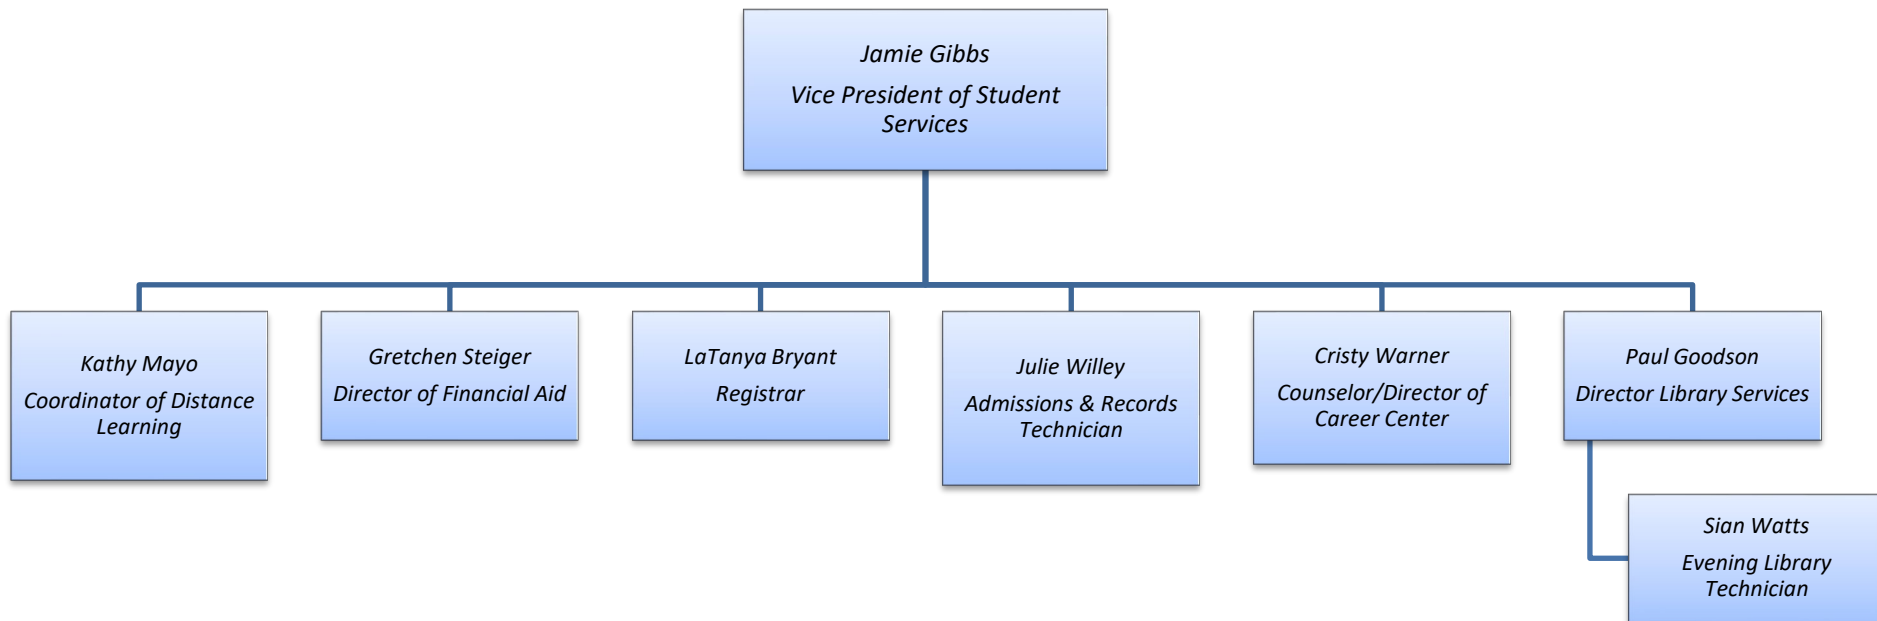 Jamie Gibbs
Vice President of Student
Services
Kathy Mayo
Coordinator of Distance
Learning
Gretchen Steiger
Director of Financial Aid
LaTanya Bryant
Registrar
Julie Willey
Admissions & Records
Technician
Cristy Warner
Counselor/Director of
Career Center
Paul Goodson
Director Library Services
Sian Watts
Evening Library
Technician